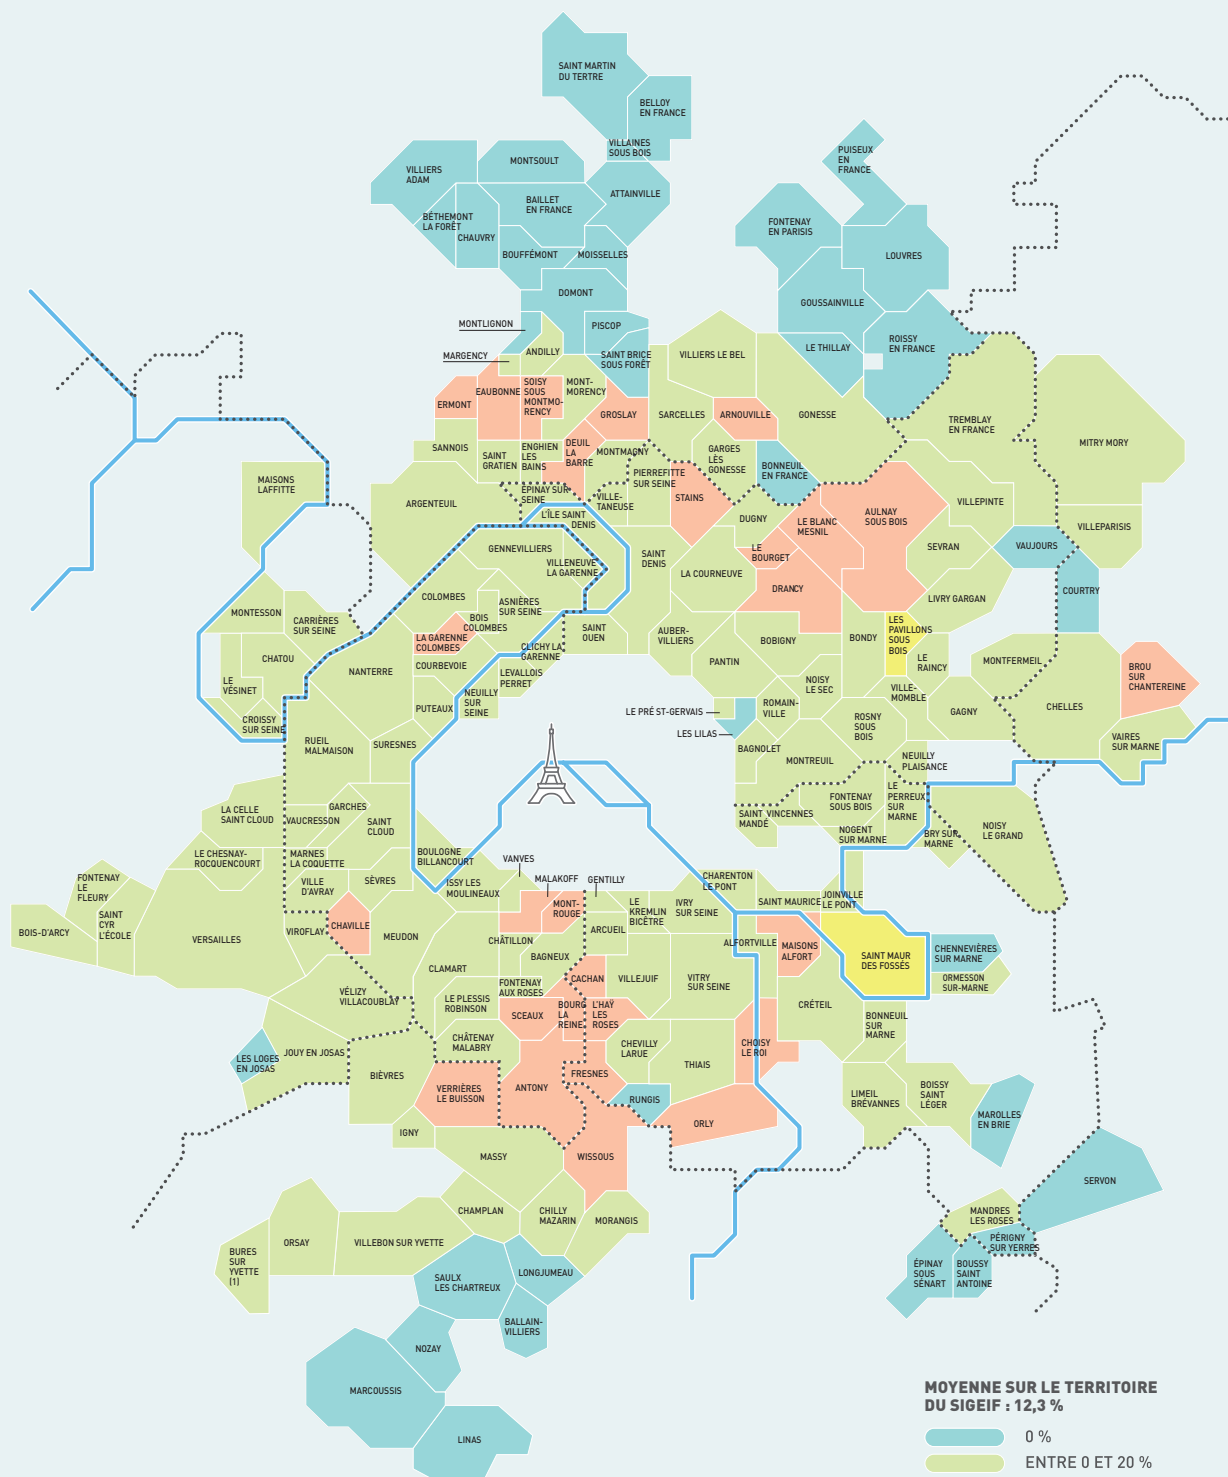 SAINT MARTIN
DU TERTRE
BELLOY
EN FRANCE
VILLAINES
SOUS BOIS
PUISEUX
EN
FRANCE
MONTSOULT
VILLIERS
ADAM
ATTAINVILLE
BAILLET
EN FRANCE
BÉTHEMONT
LA FORÊT
CHAUVRY
FONTENAY
EN PARISIS
BOUFFÉMONT
MOISSELLES
LOUVRES
DOMONT
GOUSSAINVILLE
MONTLIGNON
PISCOP
ROISSY
EN FRANCE
LE THILLAY
MARGENCY
ANDILLY
SAINT BRICE
SOUS FORÊT
VILLIERS LE BEL
EAUBONNE
SOISY
SOUS
MONTMO-
RENCY
MONT-
MORENCY
ERMONT
GROSLAY
SARCELLES
ARNOUVILLE
GONESSE
TREMBLAY
EN FRANCE
MITRY MORY
SANNOIS
SAINT
GRATIEN
ENGHIEN
LES
BAINS
DEUIL
LA
BARRE
MONTMAGNY
GARGES
LÈS
GONESSE
BONNEUIL
EN FRANCE
PIERREFITTE
SUR SEINE
MAISONS
LAFFITTE
ARGENTEUIL
ÉPINAY SUR
SEINE
VILLE-
TANEUSE
STAINS
VILLEPINTE
AULNAY
SOUS BOIS
L'ÎLE SAINT
DENIS
DUGNY
LE BLANC
MESNIL
VILLEPARISIS
GENNEVILLIERS
VILLENEUVE
LA GARENNE
SAINT
DENIS
LE
BOURGET
SEVRAN
VAUJOURS
LA COURNEUVE
DRANCY
COURTRY
COLOMBES
ASNIÈRES
SUR SEINE
LIVRY GARGAN
MONTESSON
CARRIÈRES
SUR SEINE
BOIS
COLOMBES
LA GARENNE
COLOMBES
SAINT
OUEN
AUBER-
VILLIERS
BOBIGNY
BONDY
LES
PAVILLONS
SOUS
BOIS
CLICHY LA
GARENNE
CHATOU
NANTERRE
COURBEVOIE
LEVALLOIS
PERRET
PANTIN
LE
RAINCY
MONTFERMEIL
BROU
SUR
CHANTEREINE
LE
VÉSINET
NOISY
LE SEC
VILLE-
MOMBLE
PUTEAUX
NEUILLY
SUR
SEINE
LE PRÉ ST-GERVAIS
ROMAIN-
VILLE
GAGNY
CHELLES
CROISSY
SUR SEINE
ROSNY
SOUS
BOIS
LES LILAS
RUEIL
MALMAISON
SURESNES
BAGNOLET
MONTREUIL
NEUILLY
PLAISANCE
VAIRES
SUR MARNE
LA CELLE
SAINT CLOUD
GARCHES
VAUCRESSON
SAINT
CLOUD
FONTENAY
SOUS BOIS
LE
PERREUX
SUR
MARNE
SAINT
MANDÉ
VINCENNES
NOGENT
SUR MARNE
BRY SUR
MARNE
NOISY
LE GRAND
LE CHESNAY-
ROCQUENCOURT
MARNES
LA COQUETTE
BOULOGNE
BILLANCOURT
VANVES
FONTENAY
LE
FLEURY
VILLE
D'AVRAY
SÈVRES
ISSY LES
MOULINEAUX
MALAKOFF
GENTILLY
CHARENTON
LE PONT
SAINT MAURICE
JOINVILLE
LE PONT
MONT-
ROUGE
LE
KREMLIN
BICÊTRE
IVRY
SUR SEINE
SAINT
CYR
L'ÉCOLE
BOIS-D'ARCY
VERSAILLES
VIROFLAY
CHAVILLE
MEUDON
CHÂTILLON
ARCUEIL
ALFORTVILLE
MAISONS
ALFORT
SAINT MAUR
DES FOSSÉS
CHENNEVIÈRES
SUR MARNE
BAGNEUX
CLAMART
CACHAN
VILLEJUIF
VITRY
SUR SEINE
ORMESSON
SUR-MARNE
VÉLIZY
VILLACOUBLAY
FONTENAY
AUX ROSES
LE PLESSIS
ROBINSON
SCEAUX
BOURG
LA
REINE
L'HAŸ
LES
ROSES
CRÉTEIL
BONNEUIL
SUR
MARNE
CHÂTENAY
MALABRY
CHEVILLY
LARUE
CHOISY
LE ROI
LES LOGES
EN JOSAS
JOUY EN JOSAS
THIAIS
BIÈVRES
FRESNES
ANTONY
VERRIÈRES
LE BUISSON
RUNGIS
LIMEIL
BRÉVANNES
BOISSY
SAINT
LÉGER
MAROLLES
EN BRIE
ORLY
IGNY
MASSY
WISSOUS
SERVON
CHAMPLAN
CHILLY
MAZARIN
MORANGIS
MANDRES
LES ROSES
ORSAY
VILLEBON SUR YVETTE
PÉRIGNY
SUR YERRES
BURES
SUR
YVETTE
(1)
SAULX
LES CHARTREUX
LONGJUMEAU
ÉPINAY
SOUS
SÉNART
BOUSSY
SAINT
ANTOINE
BALLAIN-
VILLIERS
NOZAY
MARCOUSSIS
LINAS
MOYENNE SUR LE TERRITOIRE
DU SIGEIF : 12,3 %
0 %
ENTRE 0 ET 20 %